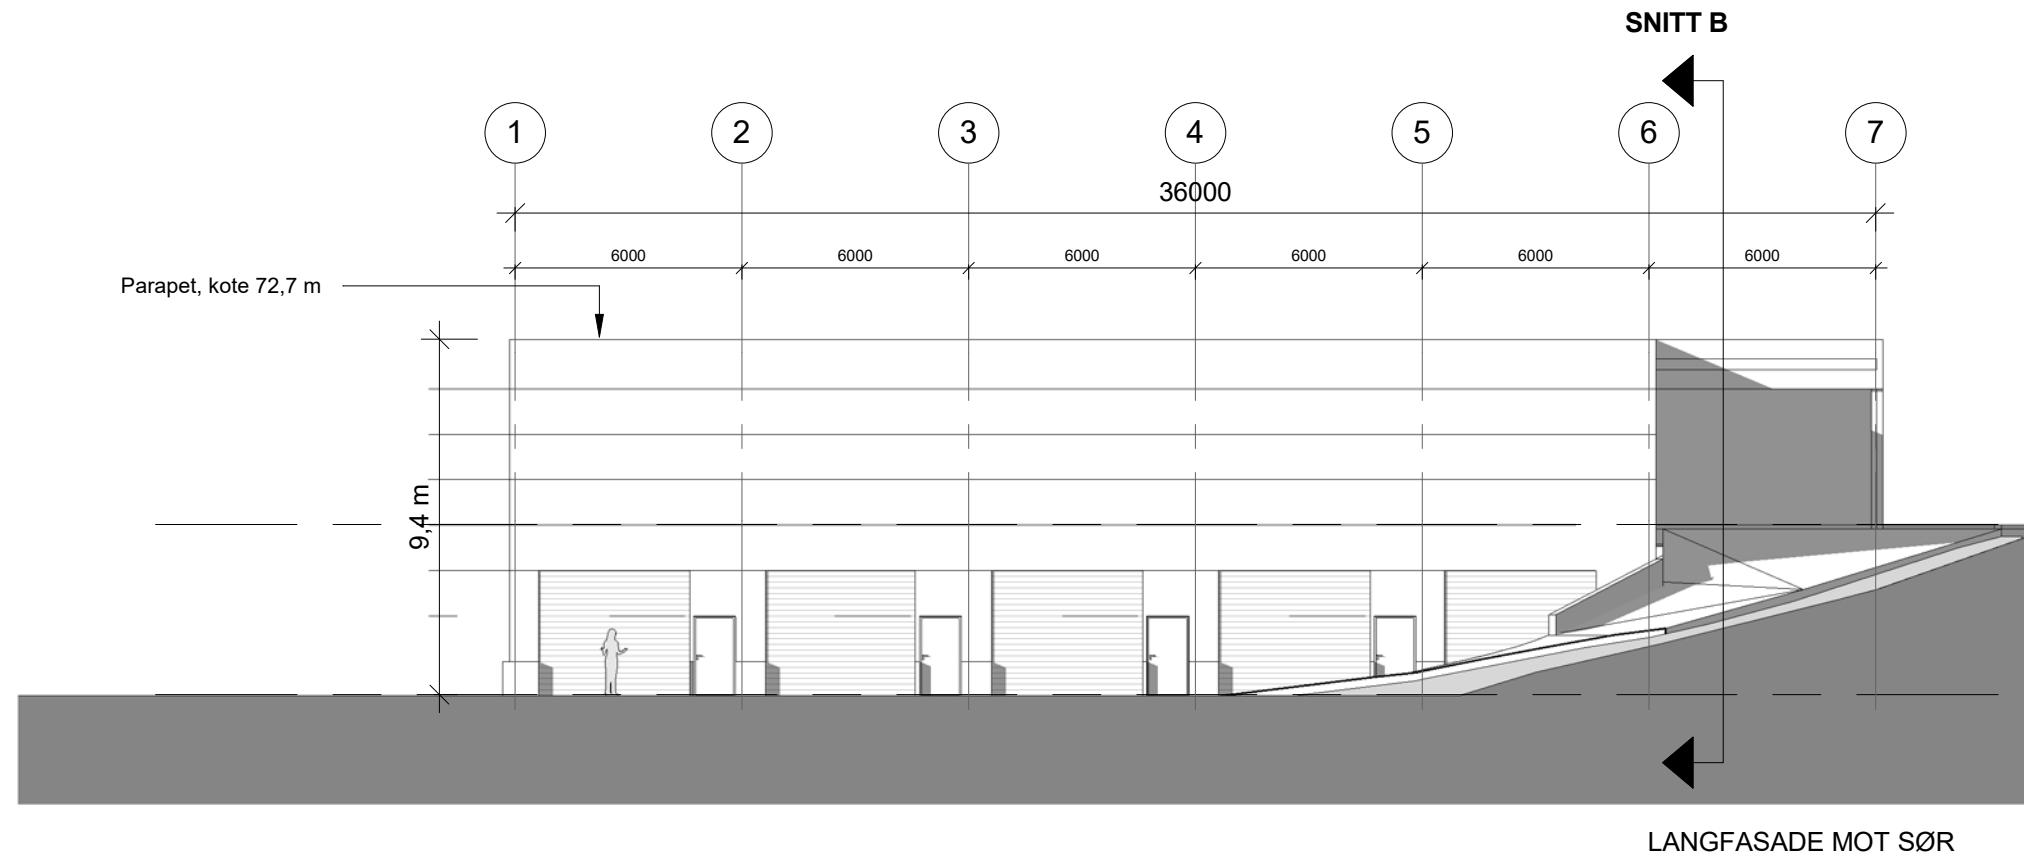 SNITT B
1 2 3 4 5 6 7
36000
6000 6000 6000 6000 6000 6000
Parapet, kote 72,7 m
9,4 m
LANGFASADE MOT SØR